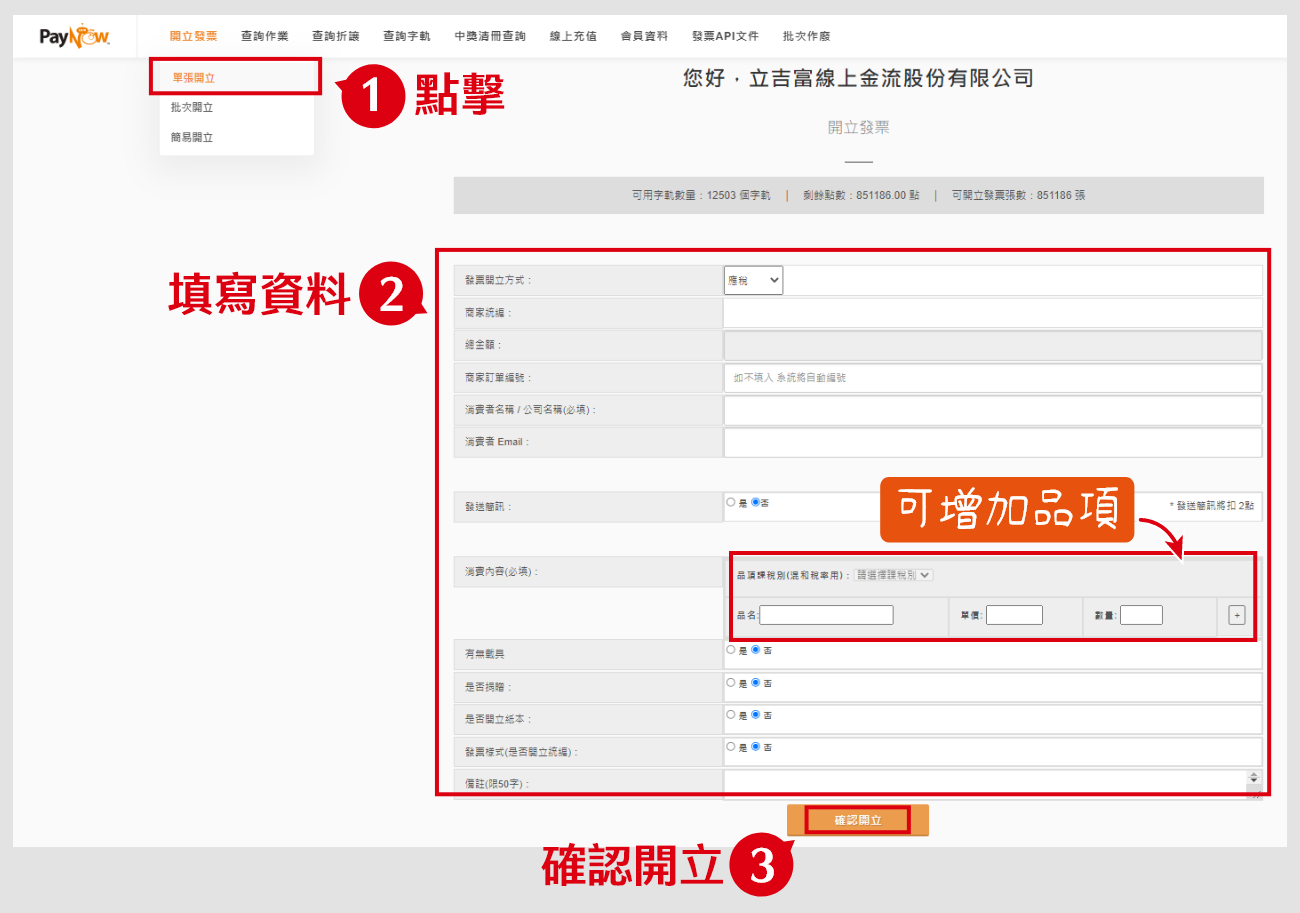 PayNow.
開立發票 查詢作業 查詢折讓 查詢字軌 中獎清冊查詢 線上充值 會員資料 發票API文件 批次作廢
單張開立
批次開立
簡易開立
1 點擊
您好,立吉富線上金流股份有限公司
開立發票
可用字軌數量:12503 個字軌 | 剩餘點數:851186.00 點 | 可開立發票張數:851186 張
填寫資料 2
發票開立方式: 應稅
商家統編:
總金額:
商家訂單編號: 如不填入 系統將自動編號
消費者名稱 / 公司名稱(必填):
消費者 Email:
發送簡訊: 是 否 * 發送簡訊將扣 2點
可增加品項
消費內容(必填): 品項課稅別(混和稅率用): 請選擇課稅別
品名: 單價: 數量: +
有無載具 是 否
是否捐贈: 是 否
是否開立紙本: 是 否
發票樣式(是否開立統編): 是 否
備註(限50字):
確認開立
確認開立 3